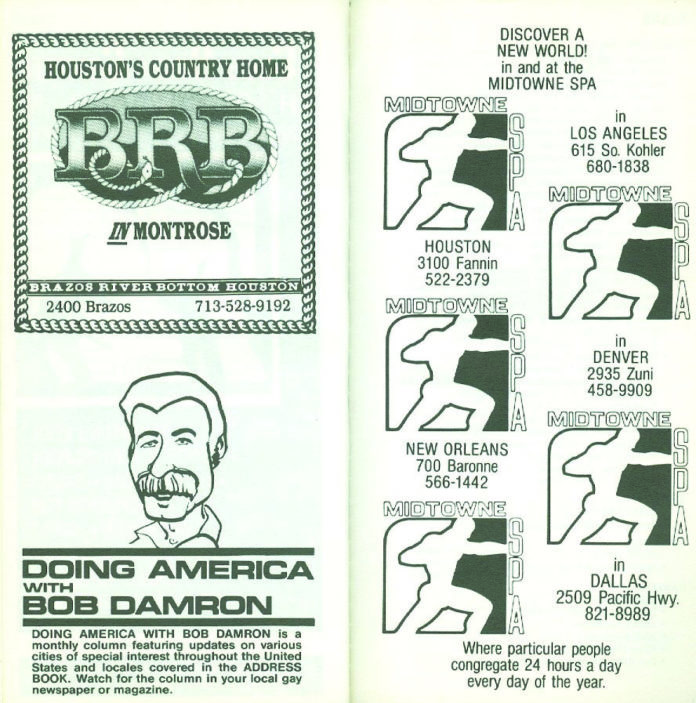 HOUSTON'S COUNTRY HOME
BRB
IN MONTROSE
BRAZOS RIVER BOTTOM HOUSTON
2400 Brazos 713-528-9192
DOING AMERICA
WITH
BOB DAMRON
DOING AMERICA WITH BOB DAMRON is a
monthly column featuring updates on various
cities of special interest throughout the United
States and locales covered in the ADDRESS
BOOK. Watch for the column in your local gay
newspaper or magazine.
DISCOVER A
NEW WORLD!
in and at the
MIDTOWNE SPA
MIDTOWNE
SPA
HOUSTON
3100 Fannin
522-2379
in
LOS ANGELES
615 So. Kohler
680-1838
MIDTOWNE
SPA
MIDTOWNE
SPA
NEW ORLEANS
700 Baronne
566-1442
in
DENVER
2935 Zuni
458-9909
MIDTOWNE
SPA
MIDTOWNE
SPA
in
DALLAS
2509 Pacific Hwy.
821-8989
Where particular people
congregate 24 hours a day
every day of the year.